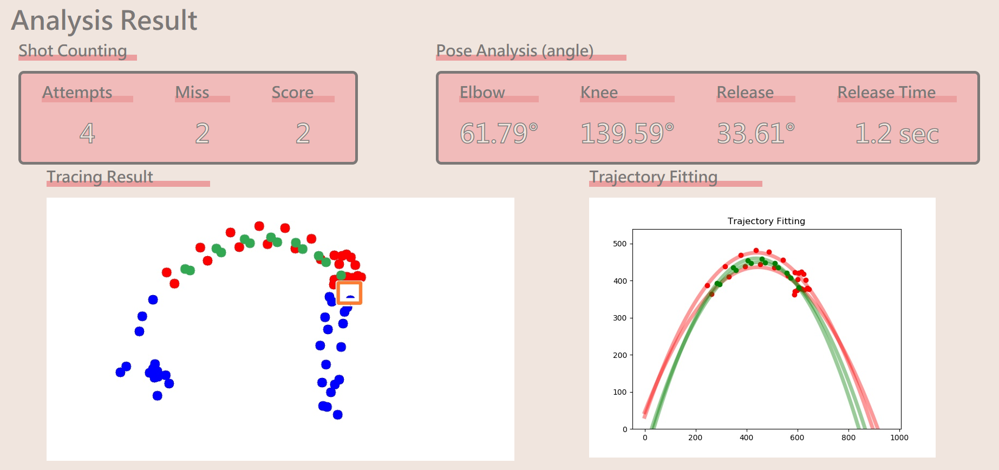 Analysis Result
Shot Counting
Pose Analysis (angle)
Attempts Miss Score
4 2 2
Elbow Knee Release Release Time
61.79° 139.59° 33.61° 1.2 sec
Tracing Result
Trajectory Fitting
Trajectory Fitting
500
400
300
200
100
0
0 200 400 600 800 1000